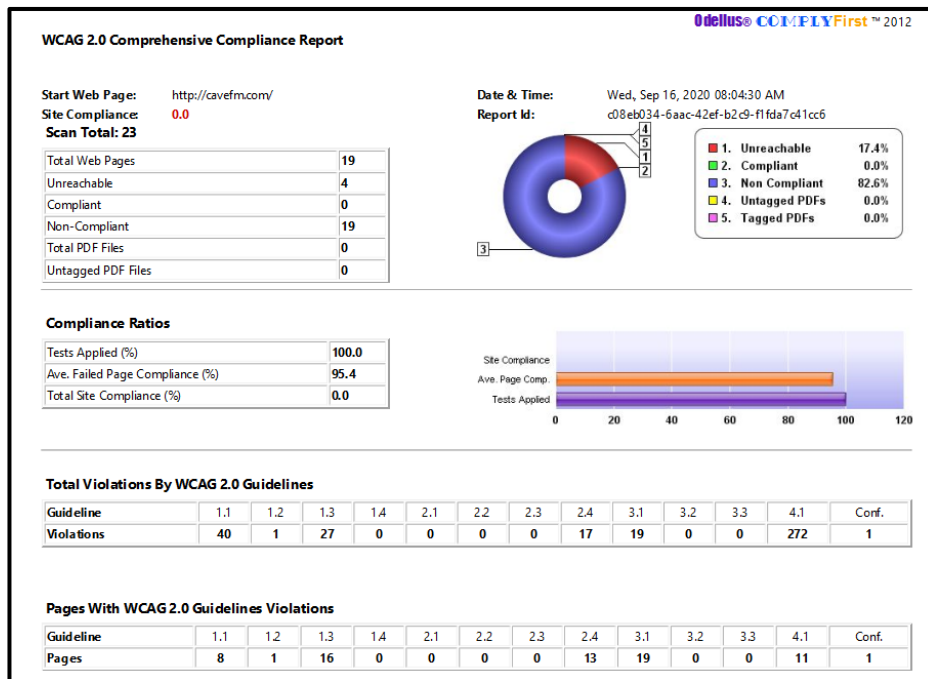 Odellus® COMPLYFirst ™ 2012
WCAG 2.0 Comprehensive Compliance Report
Start Web Page: http://cavefm.com/
Date & Time: Wed, Sep 16, 2020 08:04:30 AM
Site Compliance: 0.0
Report Id: c08eb034-6aac-42ef-b2c9-f1fda7c41cc6
Scan Total: 23
Total Web Pages 19
Unreachable 4
Compliant 0
Non-Compliant 19
Total PDF Files 0
Untagged PDF Files 0
4
5
1
2
3
1. Unreachable 17.4%
2. Compliant 0.0%
3. Non Compliant 82.6%
4. Untagged PDFs 0.0%
5. Tagged PDFs 0.0%
Compliance Ratios
Tests Applied (%) 100.0
Ave. Failed Page Compliance (%) 95.4
Total Site Compliance (%) 0.0
Site Compliance
Ave. Page Comp.
Tests Applied
0 20 40 60 80 100 120
Total Violations By WCAG 2.0 Guidelines
Guideline 1.1 1.2 1.3 1.4 2.1 2.2 2.3 2.4 3.1 3.2 3.3 4.1 Conf.
Violations 40 1 27 0 0 0 0 17 19 0 0 272 1
Pages With WCAG 2.0 Guidelines Violations
Guideline 1.1 1.2 1.3 1.4 2.1 2.2 2.3 2.4 3.1 3.2 3.3 4.1 Conf.
Pages 8 1 16 0 0 0 0 13 19 0 0 11 1